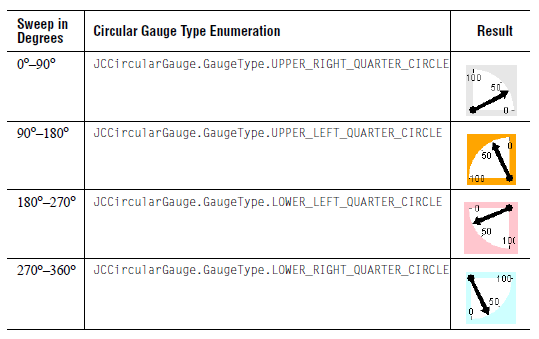 Sweep in Degrees Circular Gauge Type Enumeration Result
0°–90° JCCircularGauge.GaugeType.UPPER_RIGHT_QUARTER_CIRCLE
100
50
0
90°–180° JCCircularGauge.GaugeType.UPPER_LEFT_QUARTER_CIRCLE
0
50
100
180°–270° JCCircularGauge.GaugeType.LOWER_LEFT_QUARTER_CIRCLE
0
50
100
270°–360° JCCircularGauge.GaugeType.LOWER_RIGHT_QUARTER_CIRCLE
100
50
0